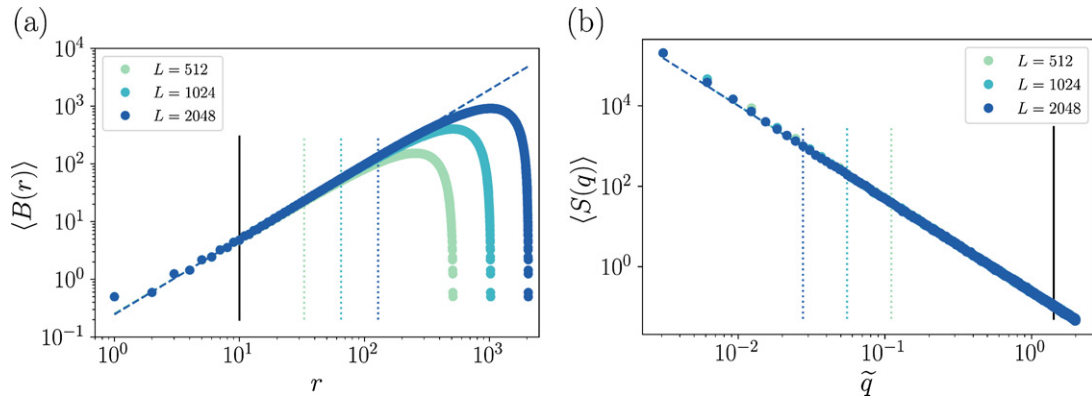 (a)
⟨B(r)⟩
10^4
10^3
10^2
10^1
10^0
10^{-1}
L = 512
L = 1024
L = 2048
10^0
10^1
10^2
10^3
r
(b)
⟨S(q)⟩
10^4
10^2
10^0
L = 512
L = 1024
L = 2048
10^{-2}
10^{-1}
10^0
q̃